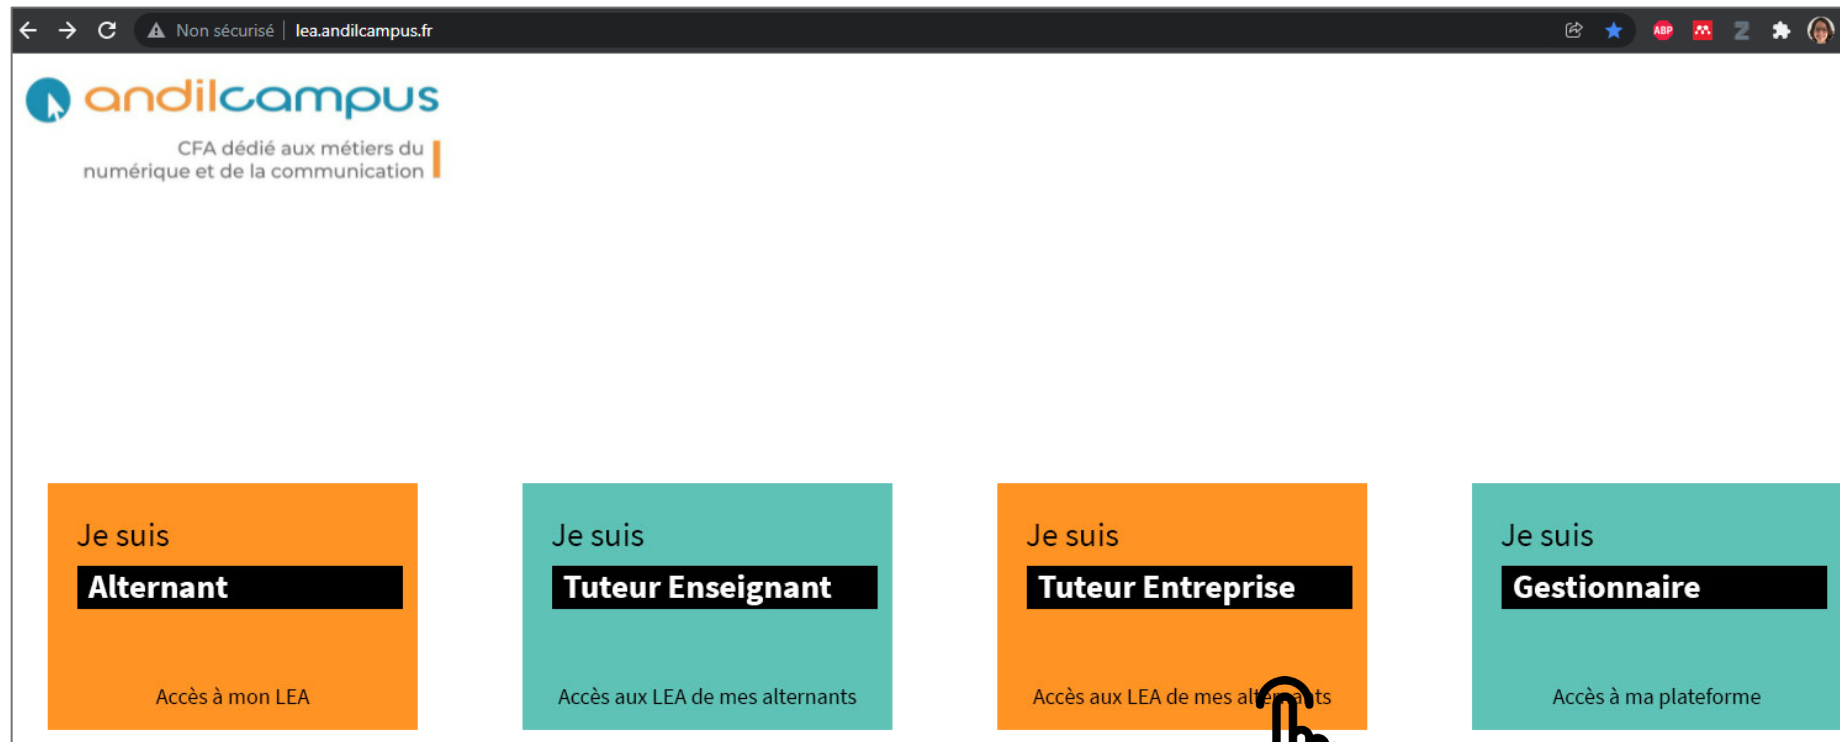 Non sécurisé | lea.andilcampus.fr
ABP
andilcampus
CFA dédié aux métiers du
numérique et de la communication
Je suis
Alternant
Accès à mon LEA
Je suis
Tuteur Enseignant
Accès aux LEA de mes alternants
Je suis
Tuteur Entreprise
Accès aux LEA de mes alternants
Je suis
Gestionnaire
Accès à ma plateforme